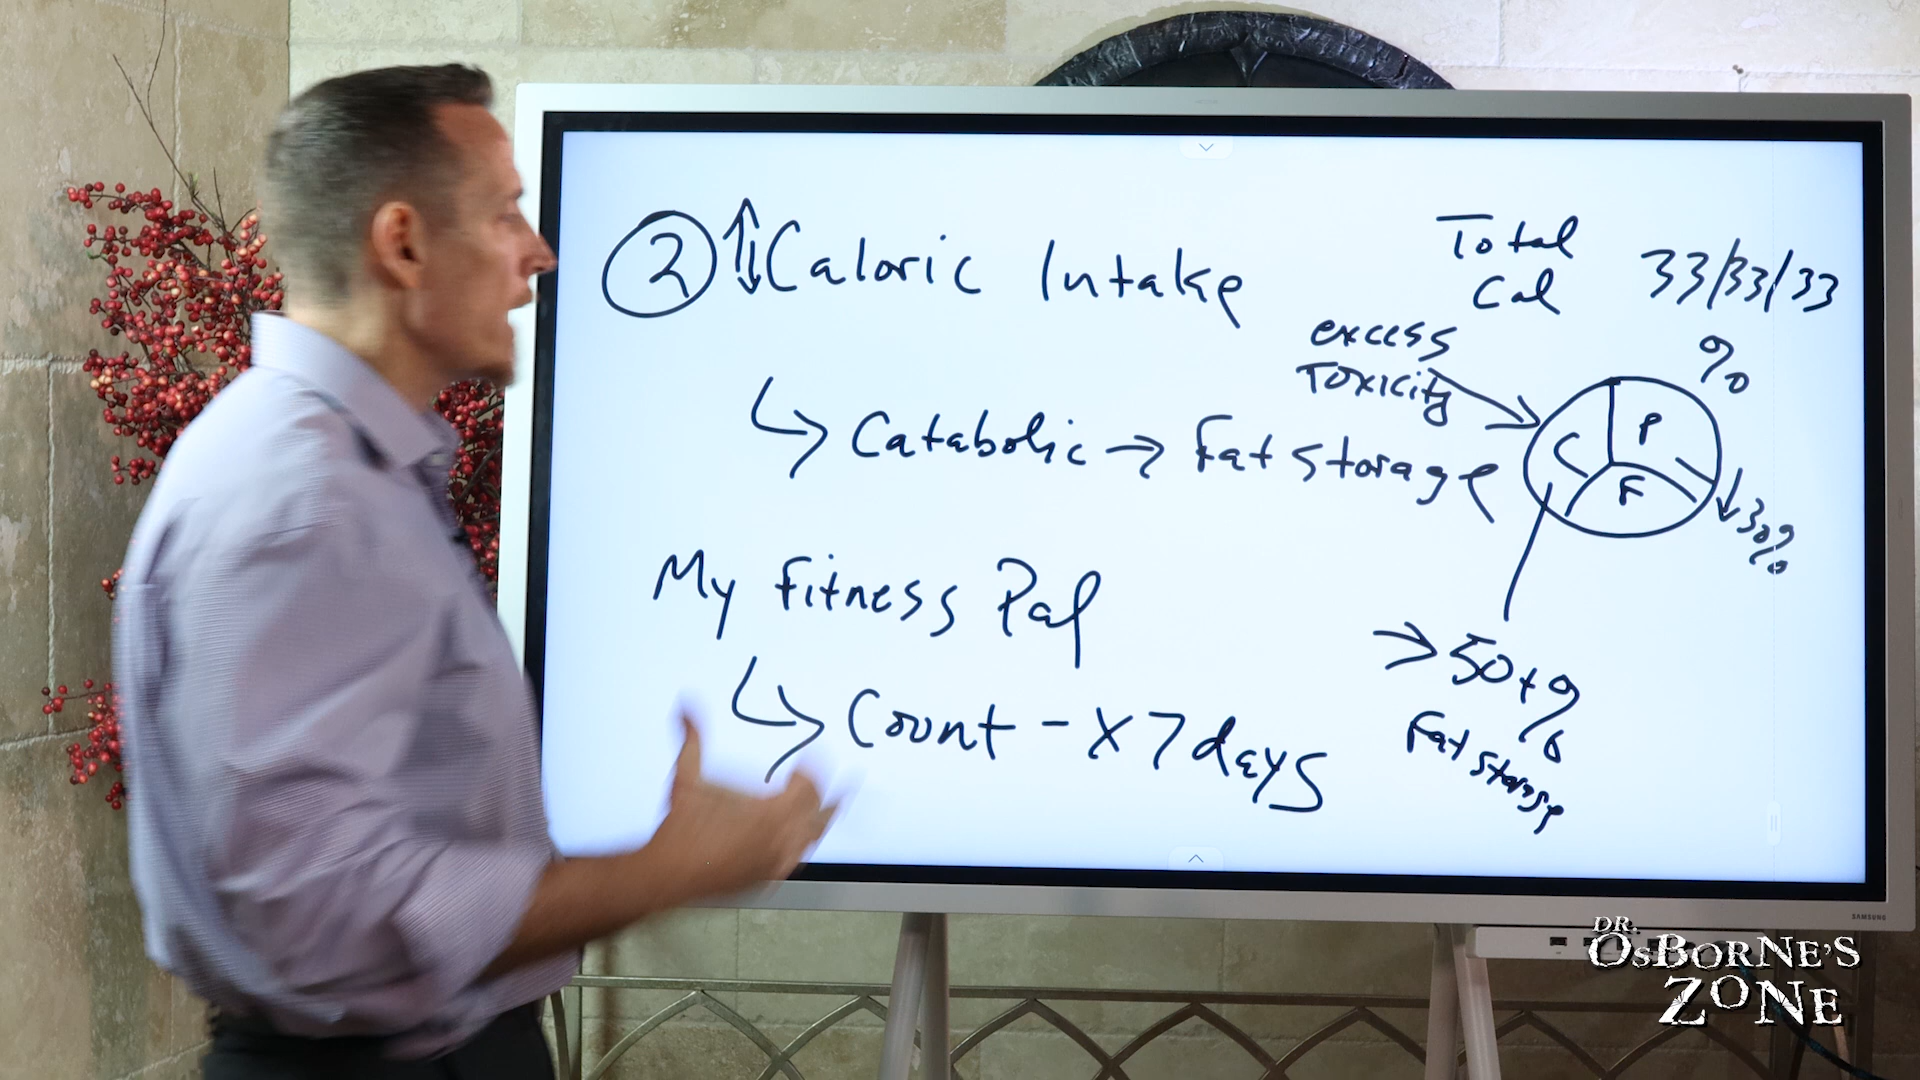 2 ↑↓ Caloric Intake
↳ Catabolic → Fat Storage
My Fitness Pal
↳ Count - x 7 days
Total
Cal
33/33/33
%
excess
Toxicity
C
P
F
↓30%
→ 50+%
Fat Storage
SAMSUNG
DR.
OSBORNE'S
ZONE